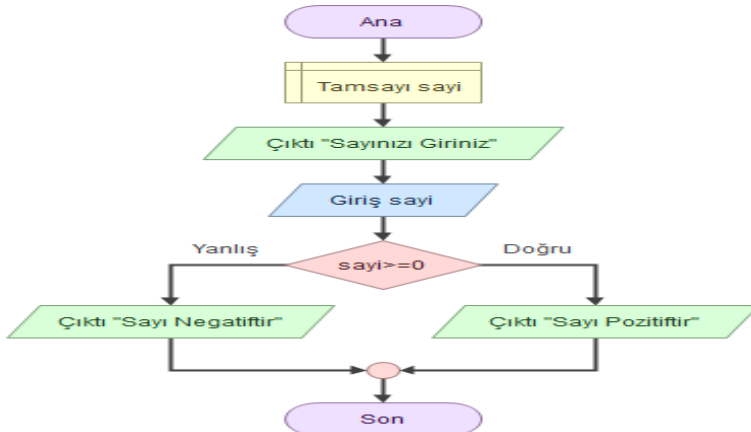 Ana
Tamsayı sayi
Çıktı "Sayınızı Giriniz"
Giriş sayi
Yanlış
Doğru
sayi>=0
Çıktı "Sayı Negatiftir"
Çıktı "Sayı Pozitiftir"
Son